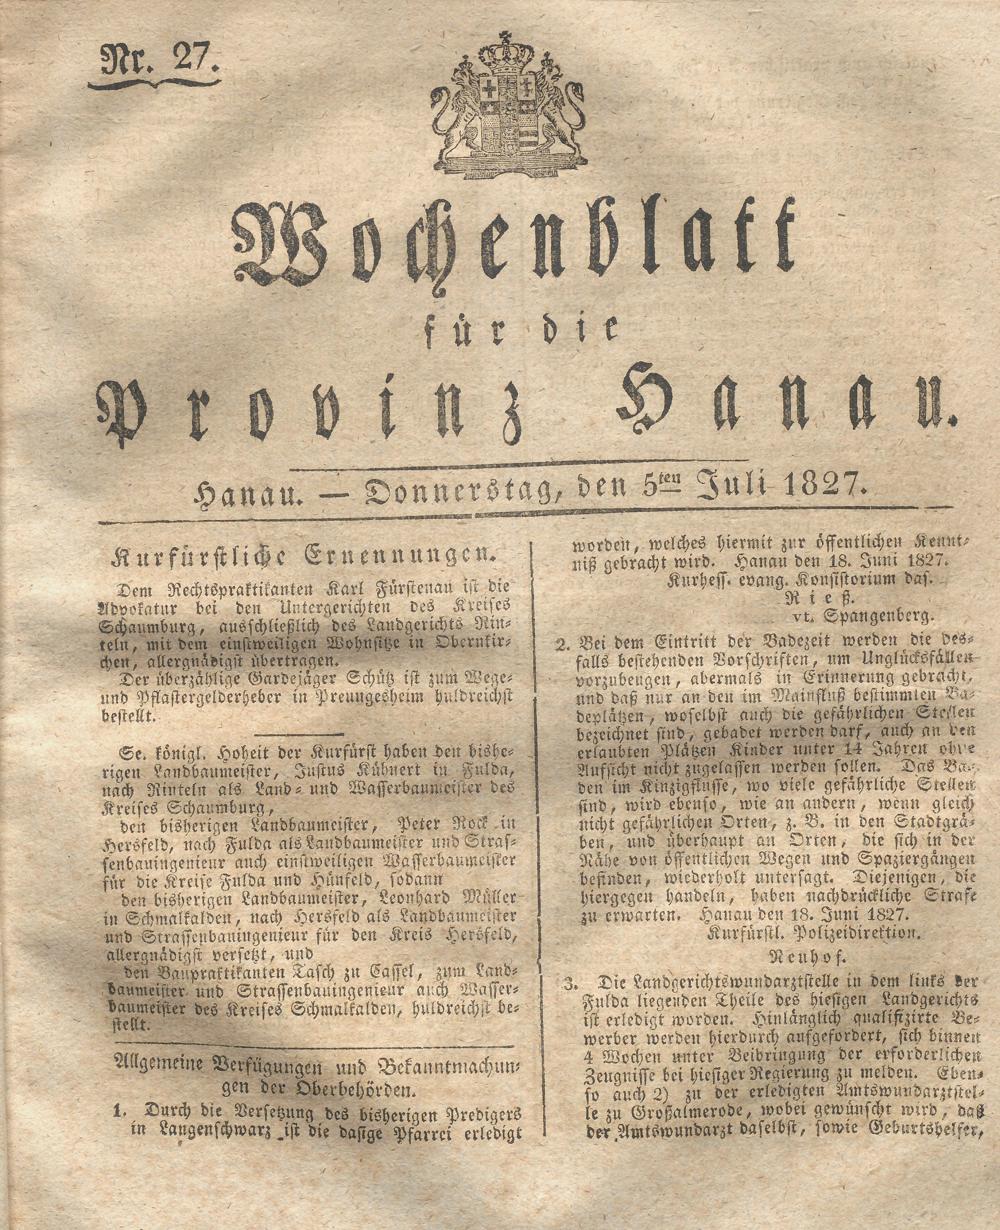 Nr. 27.
Wochenblatt
für die
Provinz Hanau.
Hanau. — Donnerstag, den 5ten Juli 1827.
Kurfürstliche Ernennungen.
Dem Rechtspraktikanten Karl Fürstenau ist die
Advokatur bei den Untergerichten des Kreises
Schaumburg, ausschließlich des Landgerichts Rin-
teln, mit dem einstweiligen Wohnsitze in Obernkir-
chen, allergnädigst übertragen.
Der überzählige Gardejäger Schütz ist zum Wege-
und Pflastergelderheber in Preungesheim huldreichst
bestellt.
Se. königl. Hoheit der Kurfürst haben den bishe-
rigen Landbaumeister, Justus Kühnert in Fulda,
nach Rinteln als Land- und Wasserbaumeister des
Kreises Schaumburg,
den bisherigen Landbaumeister, Peter Rock in
Hersfeld, nach Fulda als Landbaumeister und Stras-
senbauingenieur auch einstweiligen Wasserbaumeister
für die Kreise Fulda und Hünfeld, sodann
den bisherigen Landbaumeister, Leonhard Müller
in Schmalkalden, nach Hersfeld als Landbaumeister
und Strassenbauingenieur für den Kreis Hersfeld,
allergnädigst versetzt, und
den Baupraktikanten Tasch zu Cassel, zum Land-
baumeister und Strassenbauingenieur auch Wasser-
baumeister des Kreises Schmalkalden, huldreichst be-
stellt.
Allgemeine Verfügungen und Bekanntmachun-
gen der Oberbehörden.
1. Durch die Versetzung des bisherigen Predigers
in Langenschwarz ist die dasige Pfarrei erledigt
worden, welches hiermit zur öffentlichen Kennt-
niß gebracht wird. Hanau den 18. Juni 1827.
Kurhess. evang. Konsistorium das.
Rieß.
vt. Spangenberg.
2. Bei dem Eintritt der Badezeit werden die des-
falls bestehenden Vorschriften, um Unglücksfällen
vorzubeugen, abermals in Erinnerung gebracht,
und daß nur an den im Mainfluß bestimmten Ba-
deplätzen, woselbst auch die gefährlichen Stellen
bezeichnet sind, gebadet werden darf, auch an den
erlaubten Plätzen Kinder unter 14 Jahren ohne
Aufsicht nicht zugelassen werden sollen. Das Ba-
den im Kinzigflusse, wo viele gefährliche Stellen
sind, wird ebenso, wie an andern, wenn gleich
nicht gefährlichen Orten, z. B. in den Stadtgrä-
ben, und überhaupt an Orten, die sich in der
Nähe von öffentlichen Wegen und Spaziergängen
befinden, wiederholt untersagt. Diejenigen, die
hiergegen handeln, haben nachdrückliche Strafe
zu erwarten. Hanau den 18. Juni 1827.
Kurfürstl. Polizeidirektion.
Neuhof.
3. Die Landgerichtswundarztstelle in dem links der
Fulda liegenden Theile des hiesigen Landgerichts
ist erledigt worden. Hinlänglich qualifizirte Be-
werber werden hierdurch aufgefordert, sich binnen
4 Wochen unter Beibringung der erforderlichen
Zeugnisse bei hiesiger Regierung zu melden. Eben-
so auch 2) zu der erledigten Amtswundarztstel-
le zu Großalmerode, wobei gewünscht wird, daß
der Amtswundarzt daselbst, sowie Geburtshelfer,